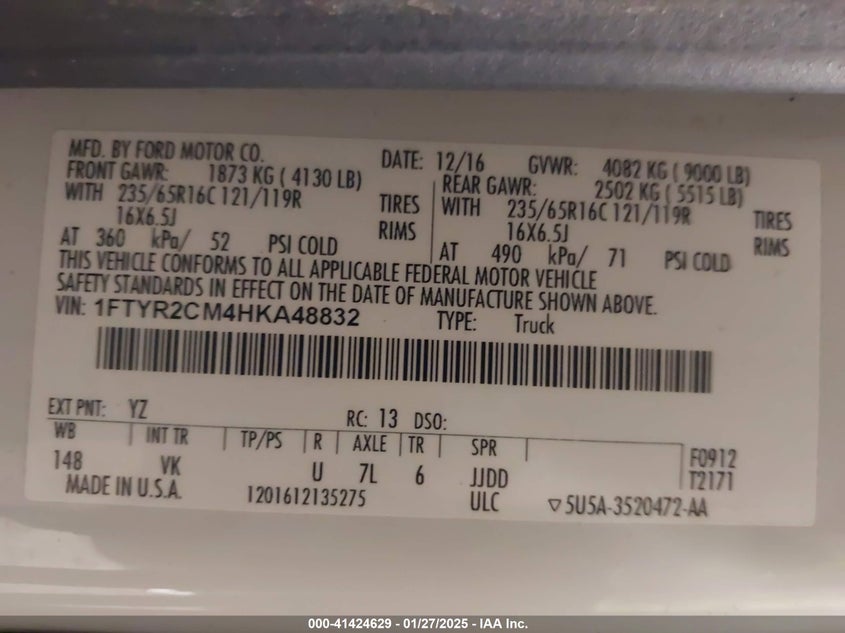 MFD. BY FORD MOTOR CO. DATE: 12/16 GVWR: 4082 KG ( 9000 LB)
FRONT GAWR: 1873 KG ( 4130 LB) REAR GAWR: 2502 KG ( 5515 LB)
WITH 235/65R16C 121/119R TIRES WITH 235/65R16C 121/119R TIRES
16X6.5J RIMS 16X6.5J RIMS
AT 360 kPa/ 52 PSI COLD AT 490 kPa/ 71 PSI COLD
THIS VEHICLE CONFORMS TO ALL APPLICABLE FEDERAL MOTOR VEHICLE
SAFETY STANDARDS IN EFFECT ON THE DATE OF MANUFACTURE SHOWN ABOVE.
VIN: 1FTYR2CM4HKA48832 TYPE: Truck
EXT PNT: YZ RC: 13 DSO:
WB INT TR TP/PS R AXLE TR SPR F0912
148 VK U 7L 6 JJDD T2171
MADE IN U.S.A. 1201612135275 ULC ▽5U5A-3520472-AA
000-41424629 - 01/27/2025 - IAA Inc.